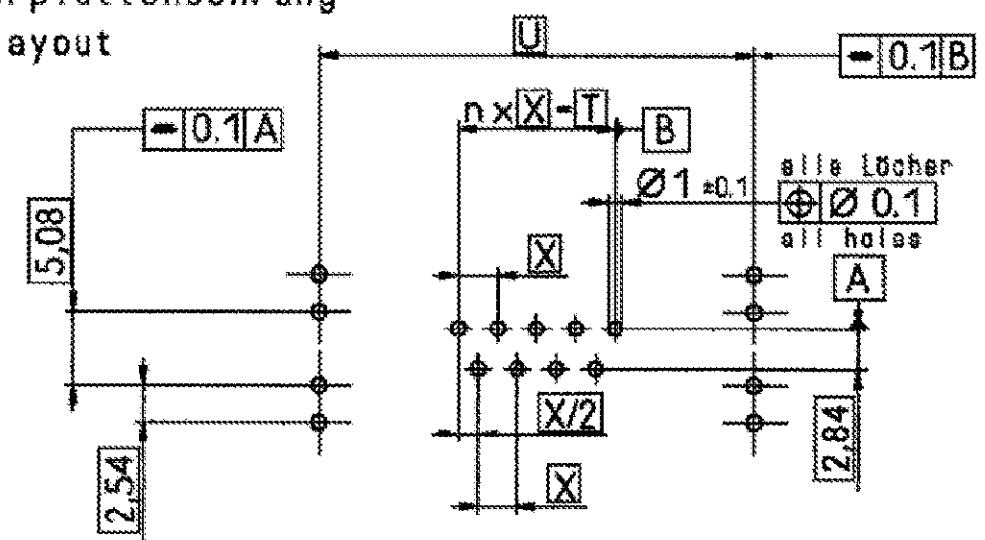 ayout
U
0.1 B
n x X - T
0.1 A
B
alle Löcher
Ø 1 ±0.1
Ø 0.1
all holes
5,08
X
A
X/2
2,84
2,54
X